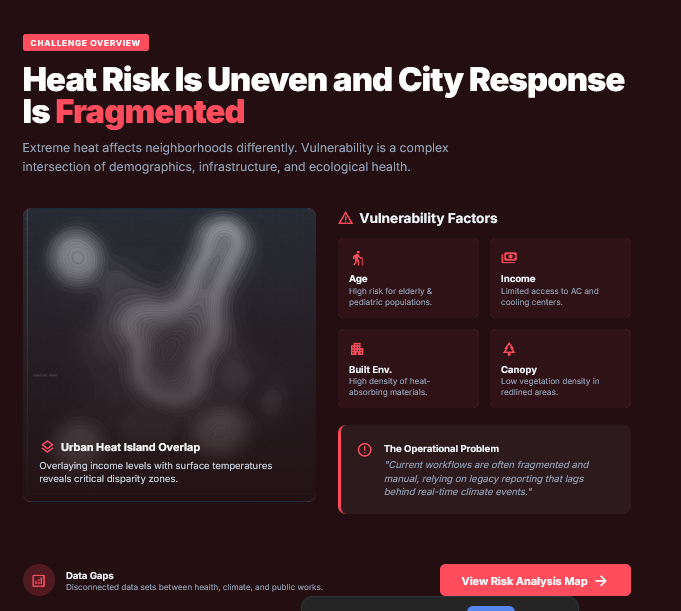 CHALLENGE OVERVIEW
Heat Risk Is Uneven and City Response
Is Fragmented
Extreme heat affects neighborhoods differently. Vulnerability is a complex
intersection of demographics, infrastructure, and ecological health.
Urban Heat Island Overlap
Overlaying income levels with surface temperatures
reveals critical disparity zones.
Vulnerability Factors
Age
High risk for elderly &
pediatric populations.
Income
Limited access to AC and
cooling centers.
Built Env.
High density of heat-
absorbing materials.
Canopy
Low vegetation density in
redlined areas.
The Operational Problem
"Current workflows are often fragmented and
manual, relying on legacy reporting that lags
behind real-time climate events."
Data Gaps
Disconnected data sets between health, climate, and public works.
View Risk Analysis Map